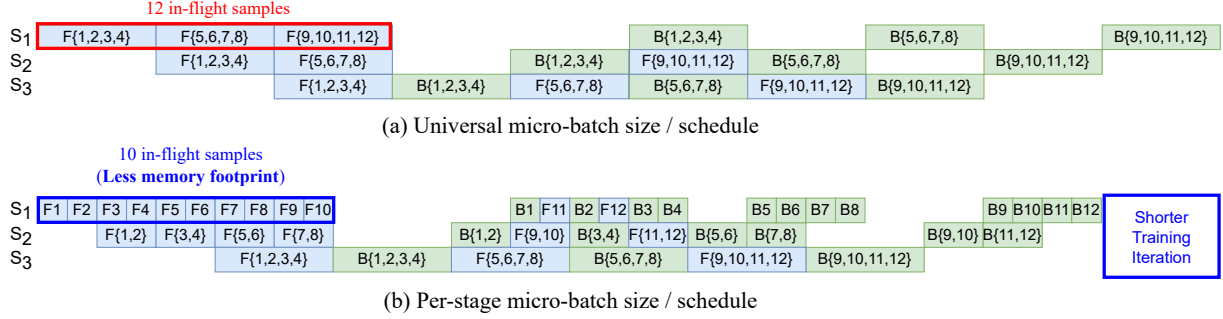 12 in-flight samples
S1 F{1,2,3,4} F{5,6,7,8} F{9,10,11,12} B{1,2,3,4} B{5,6,7,8} B{9,10,11,12}
S2 F{1,2,3,4} F{5,6,7,8} B{1,2,3,4} F{9,10,11,12} B{5,6,7,8} B{9,10,11,12}
S3 F{1,2,3,4} B{1,2,3,4} F{5,6,7,8} B{5,6,7,8} F{9,10,11,12} B{9,10,11,12}
(a) Universal micro-batch size / schedule
10 in-flight samples
(Less memory footprint)
S1 F1 F2 F3 F4 F5 F6 F7 F8 F9 F10 B1 F11 B2 F12 B3 B4 B5 B6 B7 B8 B9 B10 B11 B12
S2 F{1,2} F{3,4} F{5,6} F{7,8} B{1,2} F{9,10} B{3,4} F{11,12} B{5,6} B{7,8} B{9,10} B{11,12}
S3 F{1,2,3,4} B{1,2,3,4} F{5,6,7,8} B{5,6,7,8} F{9,10,11,12} B{9,10,11,12}
Shorter
Training
Iteration
(b) Per-stage micro-batch size / schedule